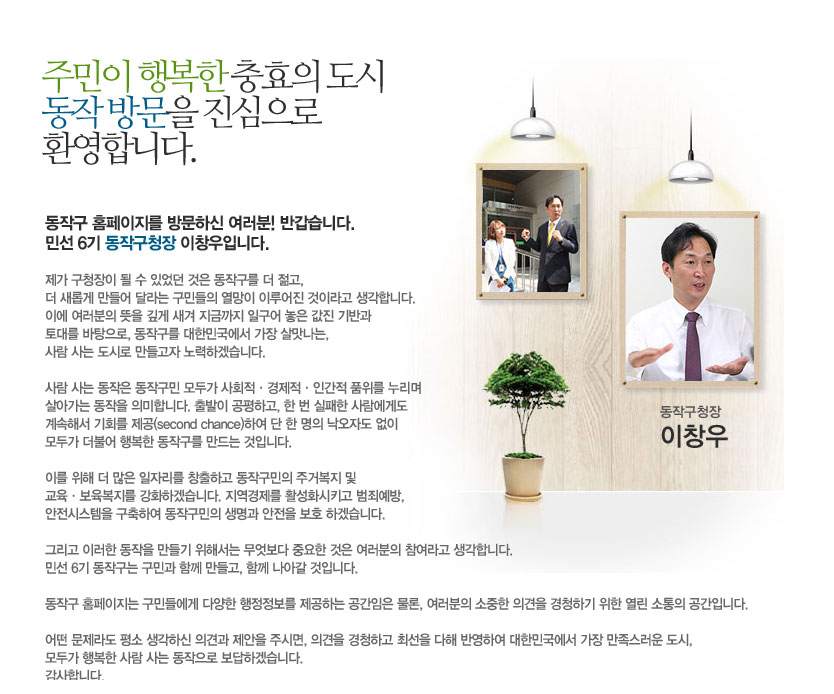 주민이 행복한 충효의 도시
동작 방문을 진심으로
환영합니다.
동작구 홈페이지를 방문하신 여러분! 반갑습니다.
민선 6기 동작구청장 이창우입니다.
제가 구청장이 될 수 있었던 것은 동작구를 더 젊고,
더 새롭게 만들어 달라는 구민들의 열망이 이루어진 것이라고 생각합니다.
이에 여러분의 뜻을 깊게 새겨 지금까지 일구어 놓은 값진 기반과
토대를 바탕으로, 동작구를 대한민국에서 가장 살맛나는,
사람 사는 도시로 만들고자 노력하겠습니다.
사람 사는 동작은 동작구민 모두가 사회적 · 경제적 · 인간적 품위를 누리며
살아가는 동작을 의미합니다. 출발이 공평하고, 한 번 실패한 사람에게도
계속해서 기회를 제공(second chance)하여 단 한 명의 낙오자도 없이
모두가 더불어 행복한 동작구를 만드는 것입니다.
이를 위해 더 많은 일자리를 창출하고 동작구민의 주거복지 및
교육 · 보육복지를 강화하겠습니다. 지역경제를 활성화시키고 범죄예방,
안전시스템을 구축하여 동작구민의 생명과 안전을 보호 하겠습니다.
그리고 이러한 동작을 만들기 위해서는 무엇보다 중요한 것은 여러분의 참여라고 생각합니다.
민선 6기 동작구는 구민과 함께 만들고, 함께 나아갈 것입니다.
동작구 홈페이지는 구민들에게 다양한 행정정보를 제공하는 공간임은 물론, 여러분의 소중한 의견을 경청하기 위한 열린 소통의 공간입니다.
어떤 문제라도 평소 생각하신 의견과 제안을 주시면, 의견을 경청하고 최선을 다해 반영하여 대한민국에서 가장 만족스러운 도시,
모두가 행복한 사람 사는 동작으로 보답하겠습니다.
감사합니다.
동작구청장
이창우